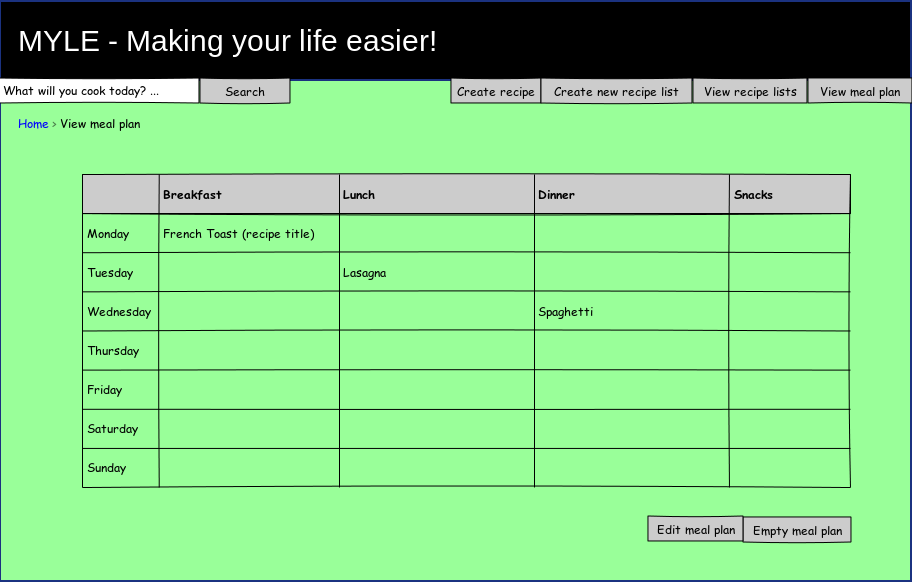 MYLE - Making your life easier!
What will you cook today? ... Search Create recipe Create new recipe list View recipe lists View meal plan
Home › View meal plan
Breakfast Lunch Dinner Snacks
Monday French Toast (recipe title)
Tuesday Lasagna
Wednesday Spaghetti
Thursday
Friday
Saturday
Sunday
Edit meal plan Empty meal plan